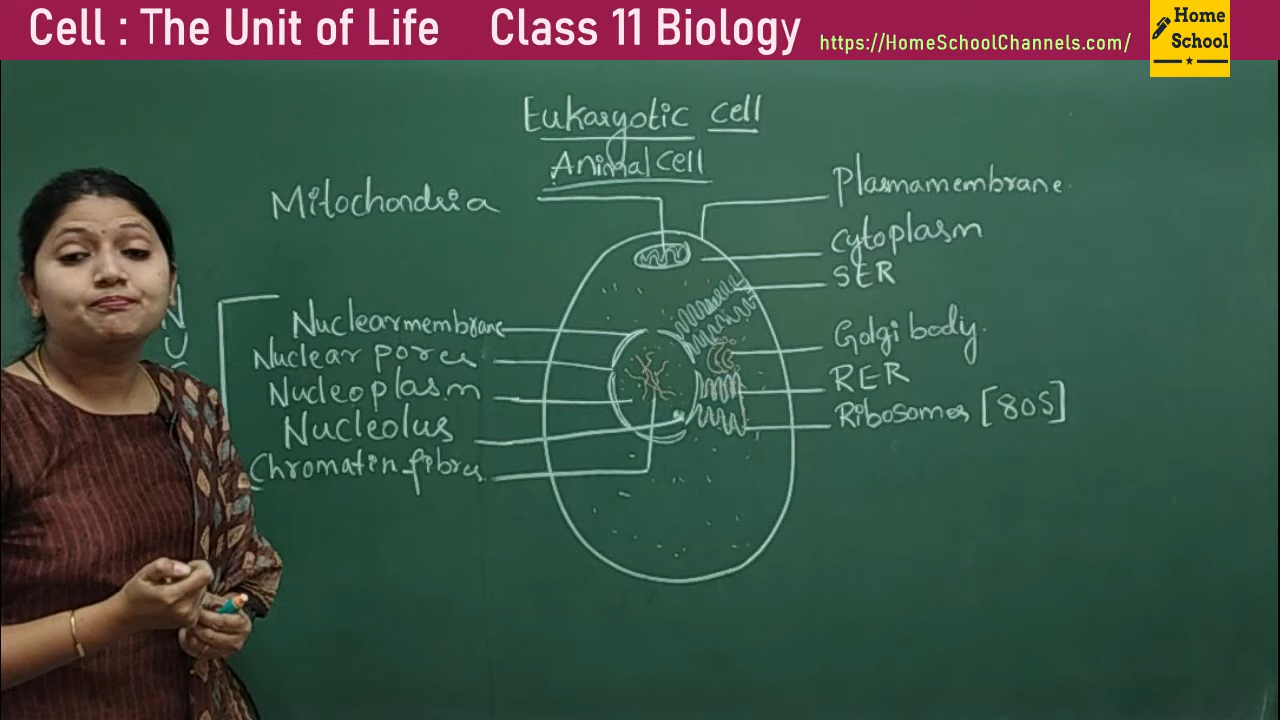 Cell : The Unit of Life Class 11 Biology https://HomeSchoolChannels.com/
Home
School
Eukaryotic cell
Animal cell
Mitochondria
Plasmamembrane
Cytoplasm
SER
Golgi body
RER
Ribosomes [80S]
N
U
Nuclearmembrane
Nuclear pores
Nucleoplasm
Nucleolus
Chromatin fibres